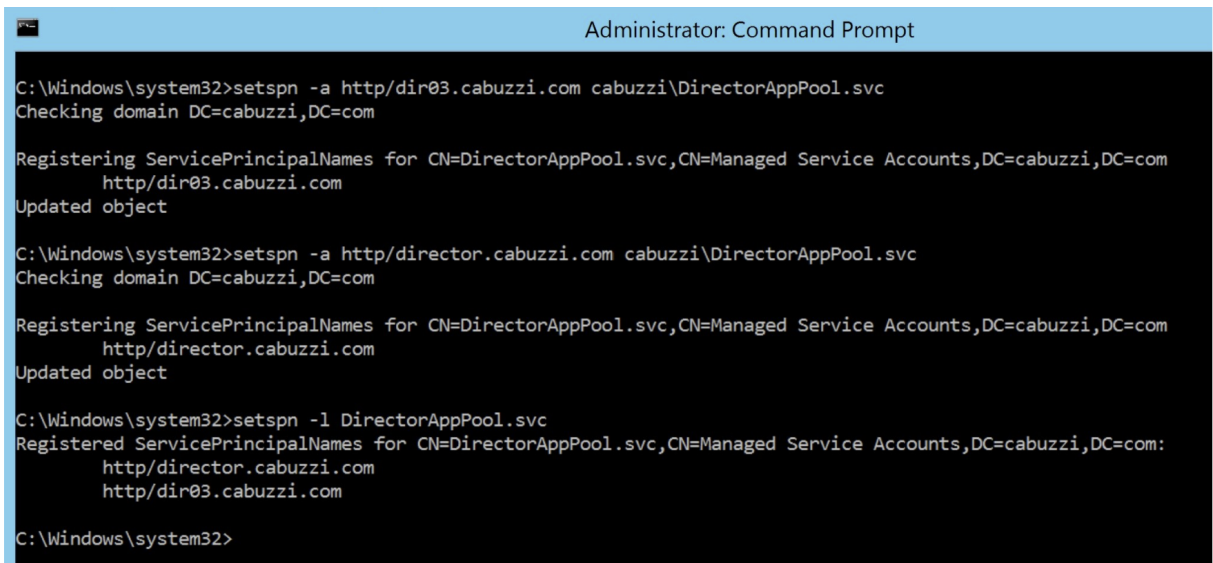 Administrator: Command Prompt
C:\Windows\system32>setspn -a http/dir03.cabuzzi.com cabuzzi\DirectorAppPool.svc
Checking domain DC=cabuzzi,DC=com
Registering ServicePrincipalNames for CN=DirectorAppPool.svc,CN=Managed Service Accounts,DC=cabuzzi,DC=com
http/dir03.cabuzzi.com
Updated object
C:\Windows\system32>setspn -a http/director.cabuzzi.com cabuzzi\DirectorAppPool.svc
Checking domain DC=cabuzzi,DC=com
Registering ServicePrincipalNames for CN=DirectorAppPool.svc,CN=Managed Service Accounts,DC=cabuzzi,DC=com
http/director.cabuzzi.com
Updated object
C:\Windows\system32>setspn -l DirectorAppPool.svc
Registered ServicePrincipalNames for CN=DirectorAppPool.svc,CN=Managed Service Accounts,DC=cabuzzi,DC=com:
http/director.cabuzzi.com
http/dir03.cabuzzi.com
C:\Windows\system32>